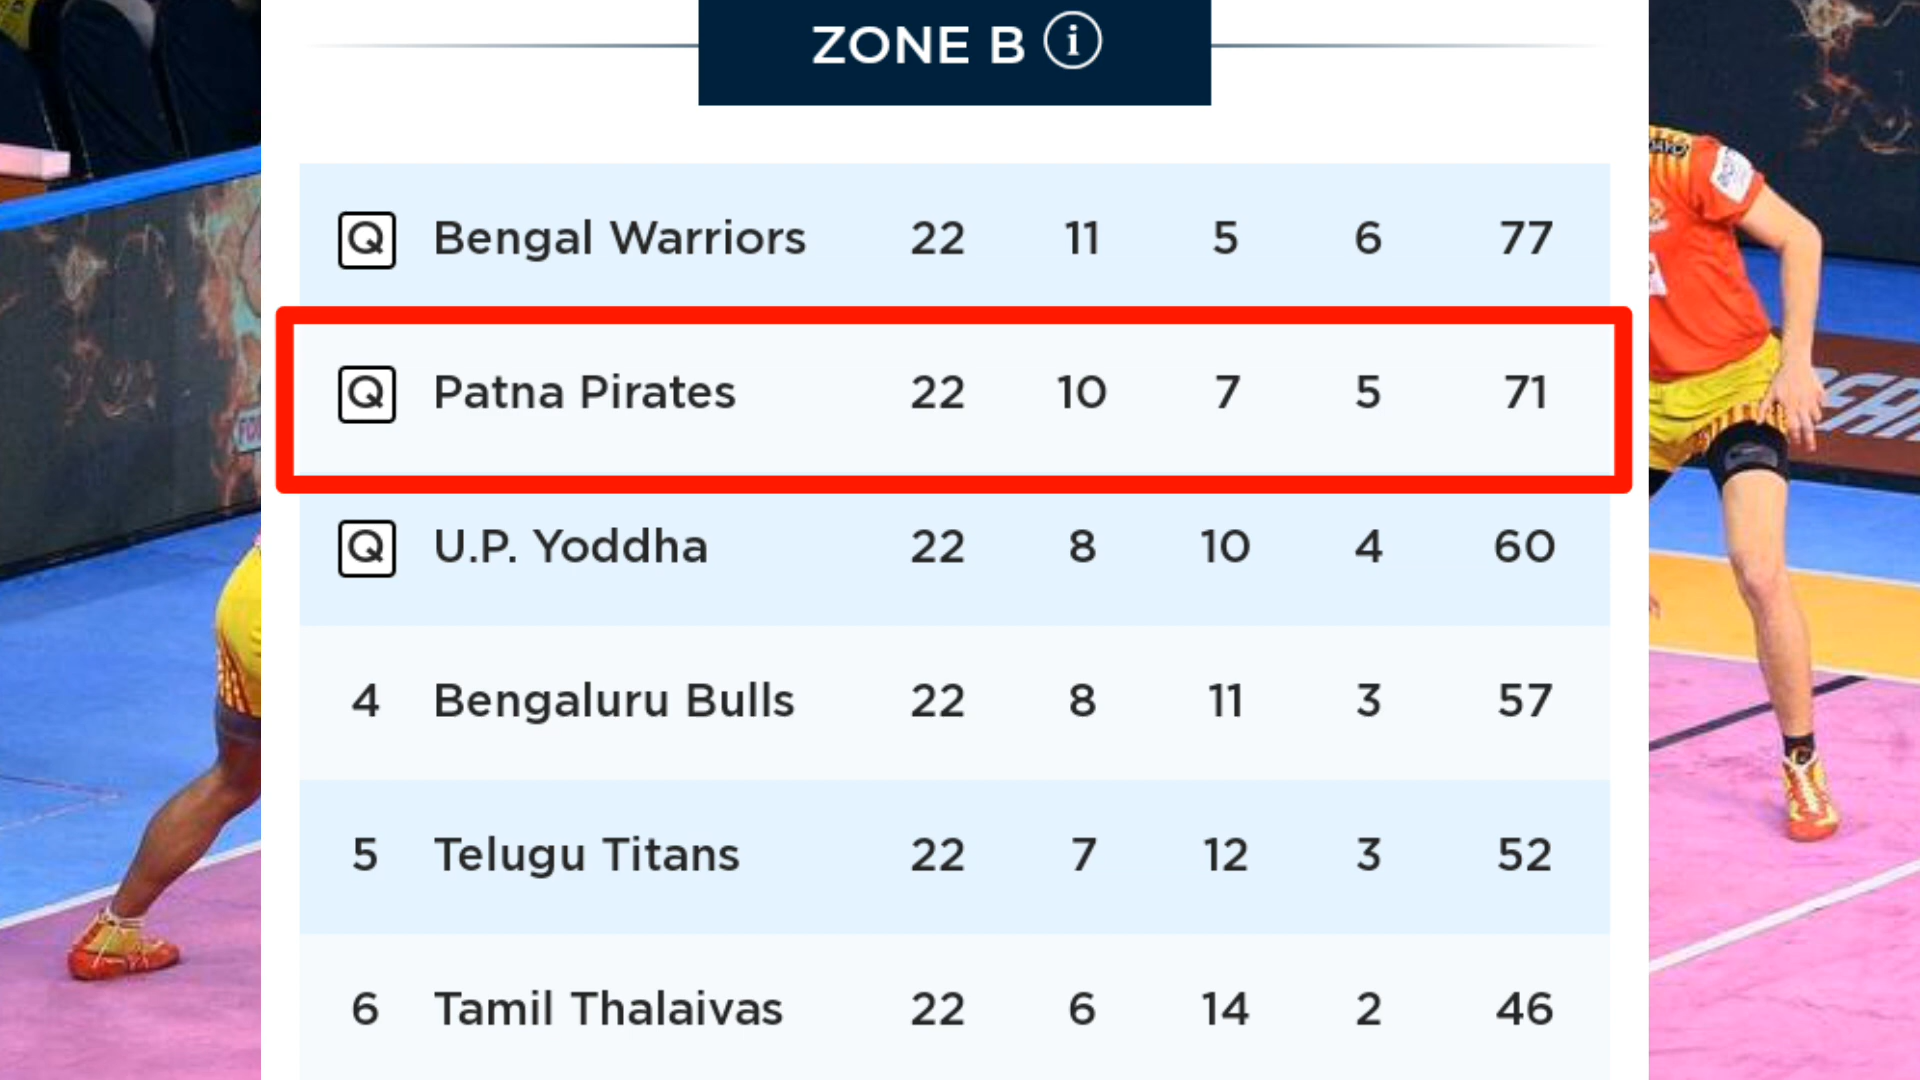 ZONE B i
Q Bengal Warriors 22 11 5 6 77
Q Patna Pirates 22 10 7 5 71
Q U.P. Yoddha 22 8 10 4 60
4 Bengaluru Bulls 22 8 11 3 57
5 Telugu Titans 22 7 12 3 52
6 Tamil Thalaivas 22 6 14 2 46